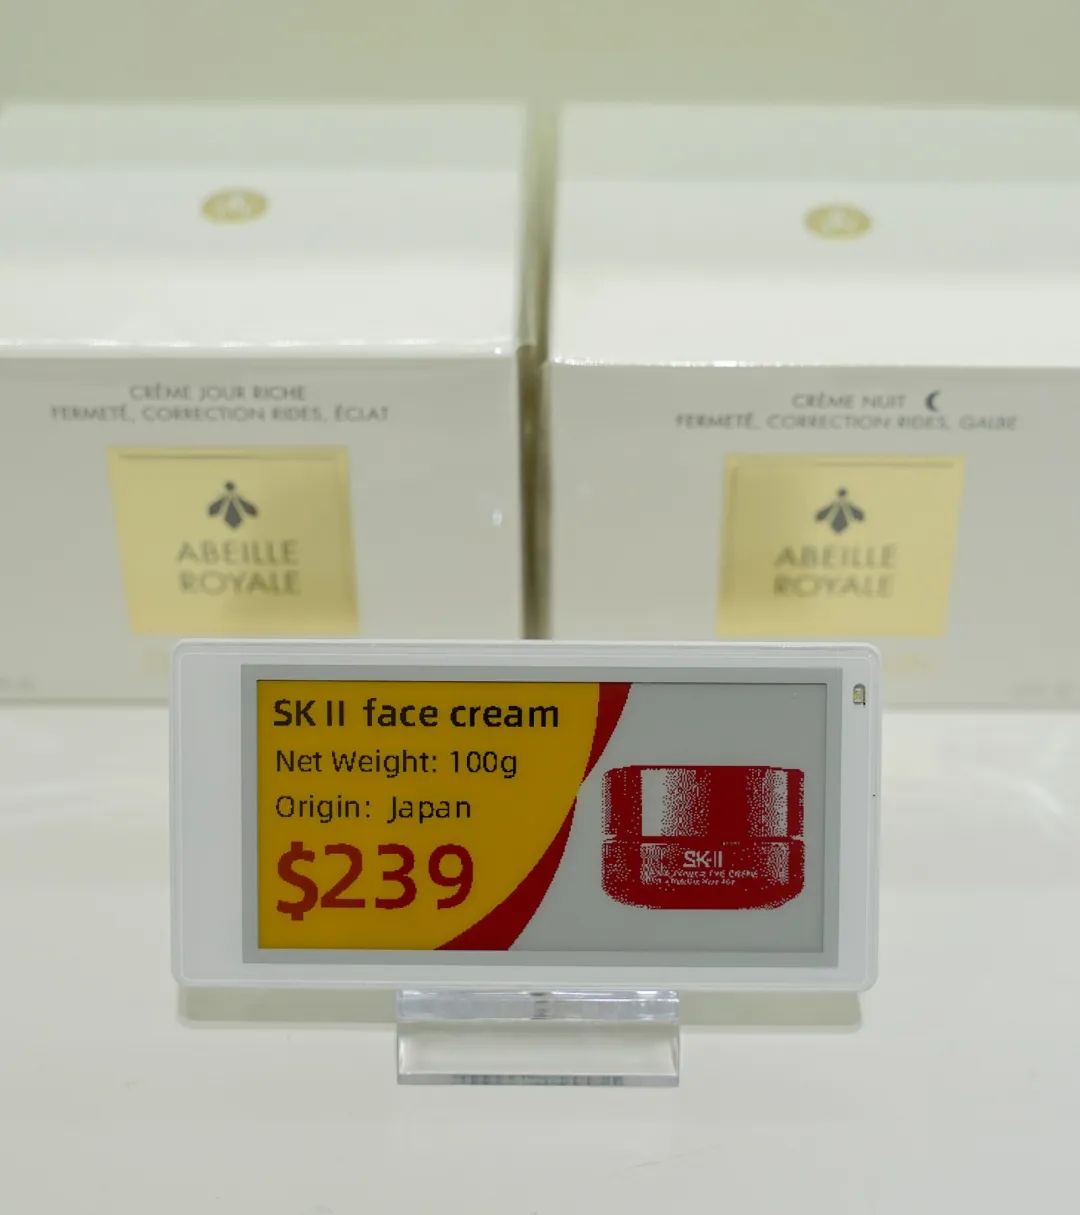 CRÈME JOUR RICHE
FERMETÉ, CORRECTION RIDES, ÉCLAT
ABEILLE
ROYALE
CRÈME NUIT
FERMETÉ, CORRECTION RIDES, GALBE
ABEILLE
ROYALE
SK II face cream
Net Weight: 100g
Origin: Japan
$239
SK-II